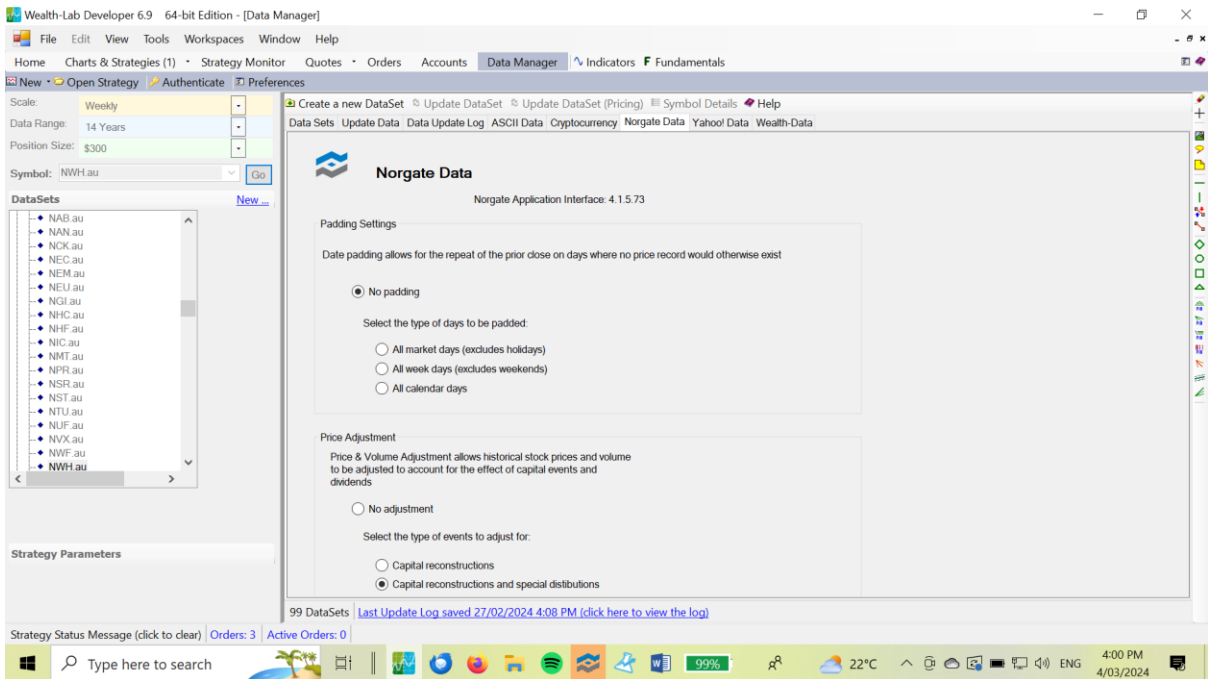 Wealth-Lab Developer 6.9 64-bit Edition - [Data Manager]
File Edit View Tools Workspaces Window Help
Home Charts & Strategies (1) Strategy Monitor Quotes Orders Accounts Data Manager Indicators F Fundamentals
New Open Strategy Authenticate Preferences
Scale: Weekly
Data Range: 14 Years
Position Size: $300
Symbol: NWH.au Go
DataSets New ...
NAB.au
NAN.au
NCK.au
NEC.au
NEM.au
NEU.au
NGI.au
NHC.au
NHF.au
NIC.au
NMT.au
NPR.au
NSR.au
NST.au
NTU.au
NUF.au
NVX.au
NWF.au
NWH.au
Strategy Parameters
Create a new DataSet Update DataSet Update DataSet (Pricing) Symbol Details Help
Data Sets Update Data Data Update Log ASCII Data Cryptocurrency Norgate Data Yahoo! Data Wealth-Data
Norgate Data
Norgate Application Interface: 4.1.5.73
Padding Settings
Date padding allows for the repeat of the prior close on days where no price record would otherwise exist
No padding
Select the type of days to be padded:
All market days (excludes holidays)
All week days (excludes weekends)
All calendar days
Price Adjustment
Price & Volume Adjustment allows historical stock prices and volume
to be adjusted to account for the effect of capital events and
dividends
No adjustment
Select the type of events to adjust for:
Capital reconstructions
Capital reconstructions and special distibutions
99 DataSets Last Update Log saved 27/02/2024 4:08 PM (click here to view the log)
Strategy Status Message (click to clear) Orders: 3 Active Orders: 0
Type here to search 99% 22°C ENG 4:00 PM
4/03/2024